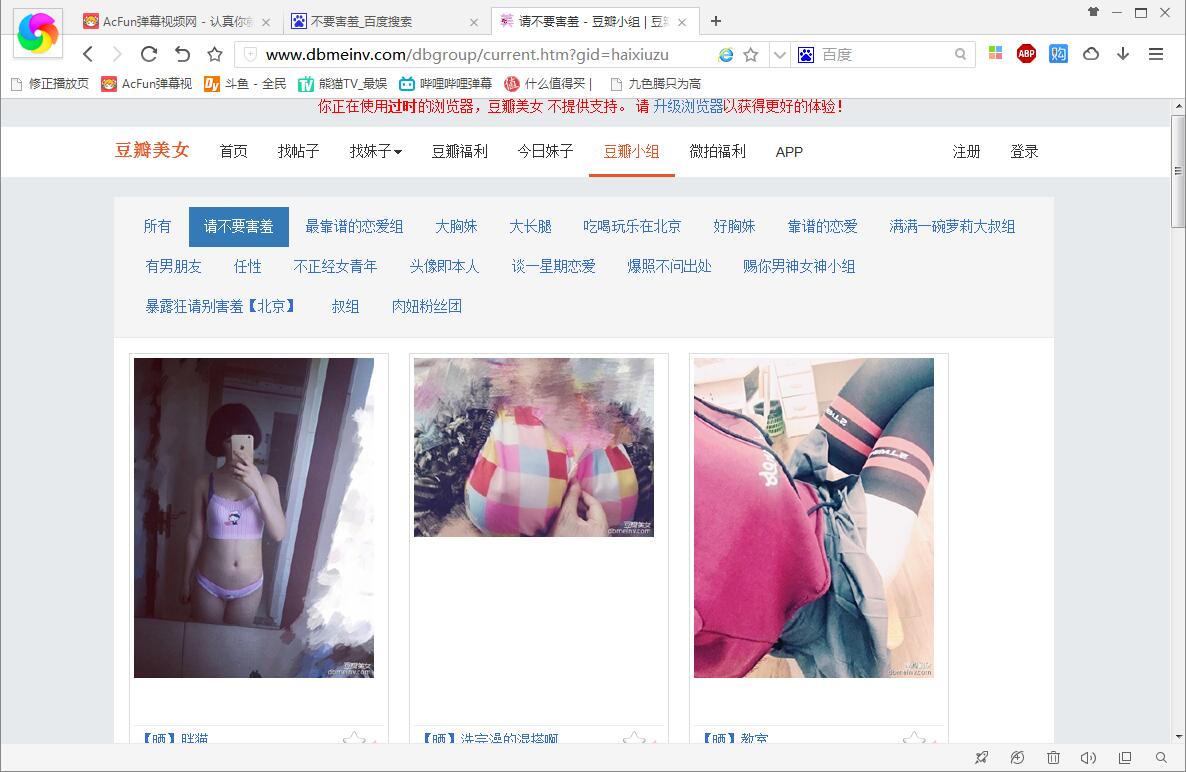 AcFun弹幕视频网 - 认真你就
不要害羞_百度搜索
请不要害羞 - 豆瓣小组 | 豆瓣
www.dbmeinv.com/dbgroup/current.htm?gid=haixiuzu
百度
ABP
购
修正播放页 AcFun弹幕视 斗鱼 - 全民 熊猫TV_最娱 哔哩哔哩弹幕 什么值得买 | 九色腾只为高
你正在使用过时的浏览器，豆瓣美女 不提供支持。 请 升级浏览器以获得更好的体验！
豆瓣美女 首页 找帖子 找妹子 豆瓣福利 今日妹子 豆瓣小组 微拍福利 APP 注册 登录
所有 请不要害羞 最靠谱的恋爱组 大胸妹 大长腿 吃喝玩乐在北京 好胸妹 靠谱的恋爱 满满一碗萝莉大叔组
有男朋友 任性 不正经女青年 头像即本人 谈一星期恋爱 爆照不问出处 赐你男神女神小组
暴露狂请别害羞【北京】 叔组 内妞粉丝团
豆瓣美女
dbmeinv.com
豆瓣美女
dbmeinv.com
dbmeinv.com
【晒】胖猫
【晒】洗完澡的湿搭啊
【晒】教室